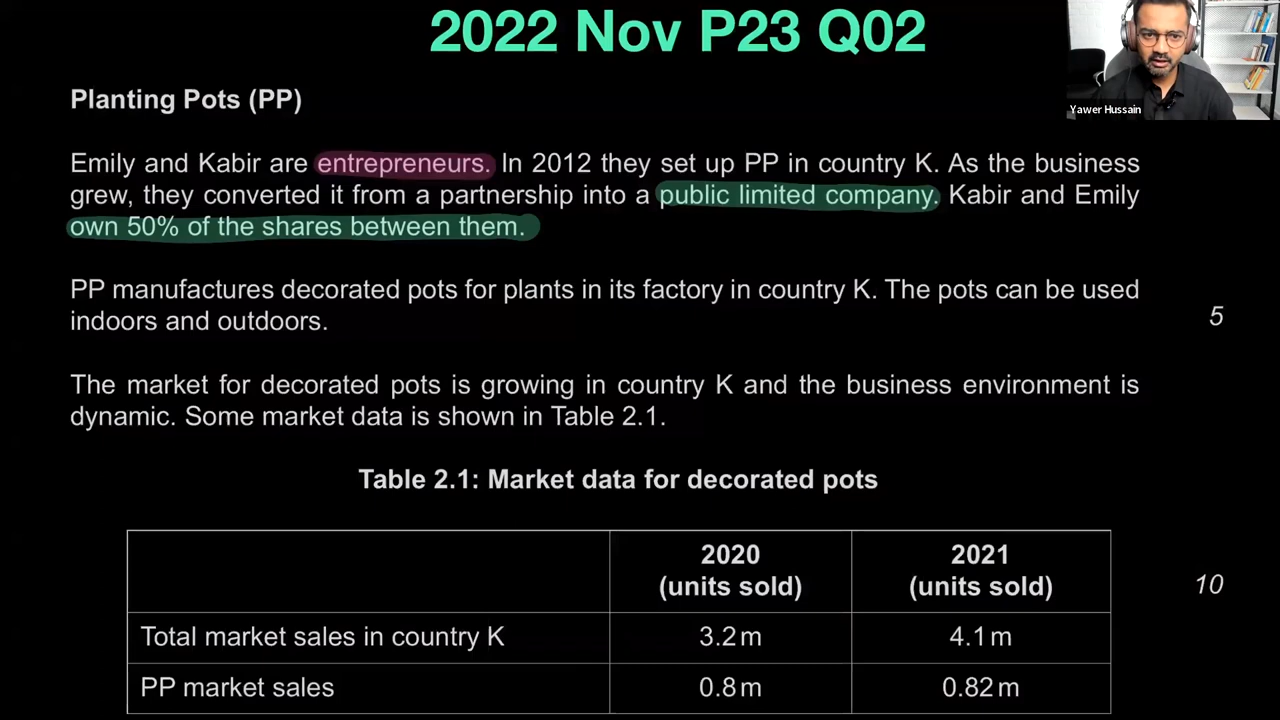 2022 Nov P23 Q02
Yawer Hussain
Planting Pots (PP)
Emily and Kabir are entrepreneurs. In 2012 they set up PP in country K. As the business
grew, they converted it from a partnership into a public limited company. Kabir and Emily
own 50% of the shares between them.
PP manufactures decorated pots for plants in its factory in country K. The pots can be used
indoors and outdoors.
5
The market for decorated pots is growing in country K and the business environment is
dynamic. Some market data is shown in Table 2.1.
Table 2.1: Market data for decorated pots
2020 2021
(units sold) (units sold)
10
Total market sales in country K 3.2 m 4.1 m
PP market sales 0.8 m 0.82 m